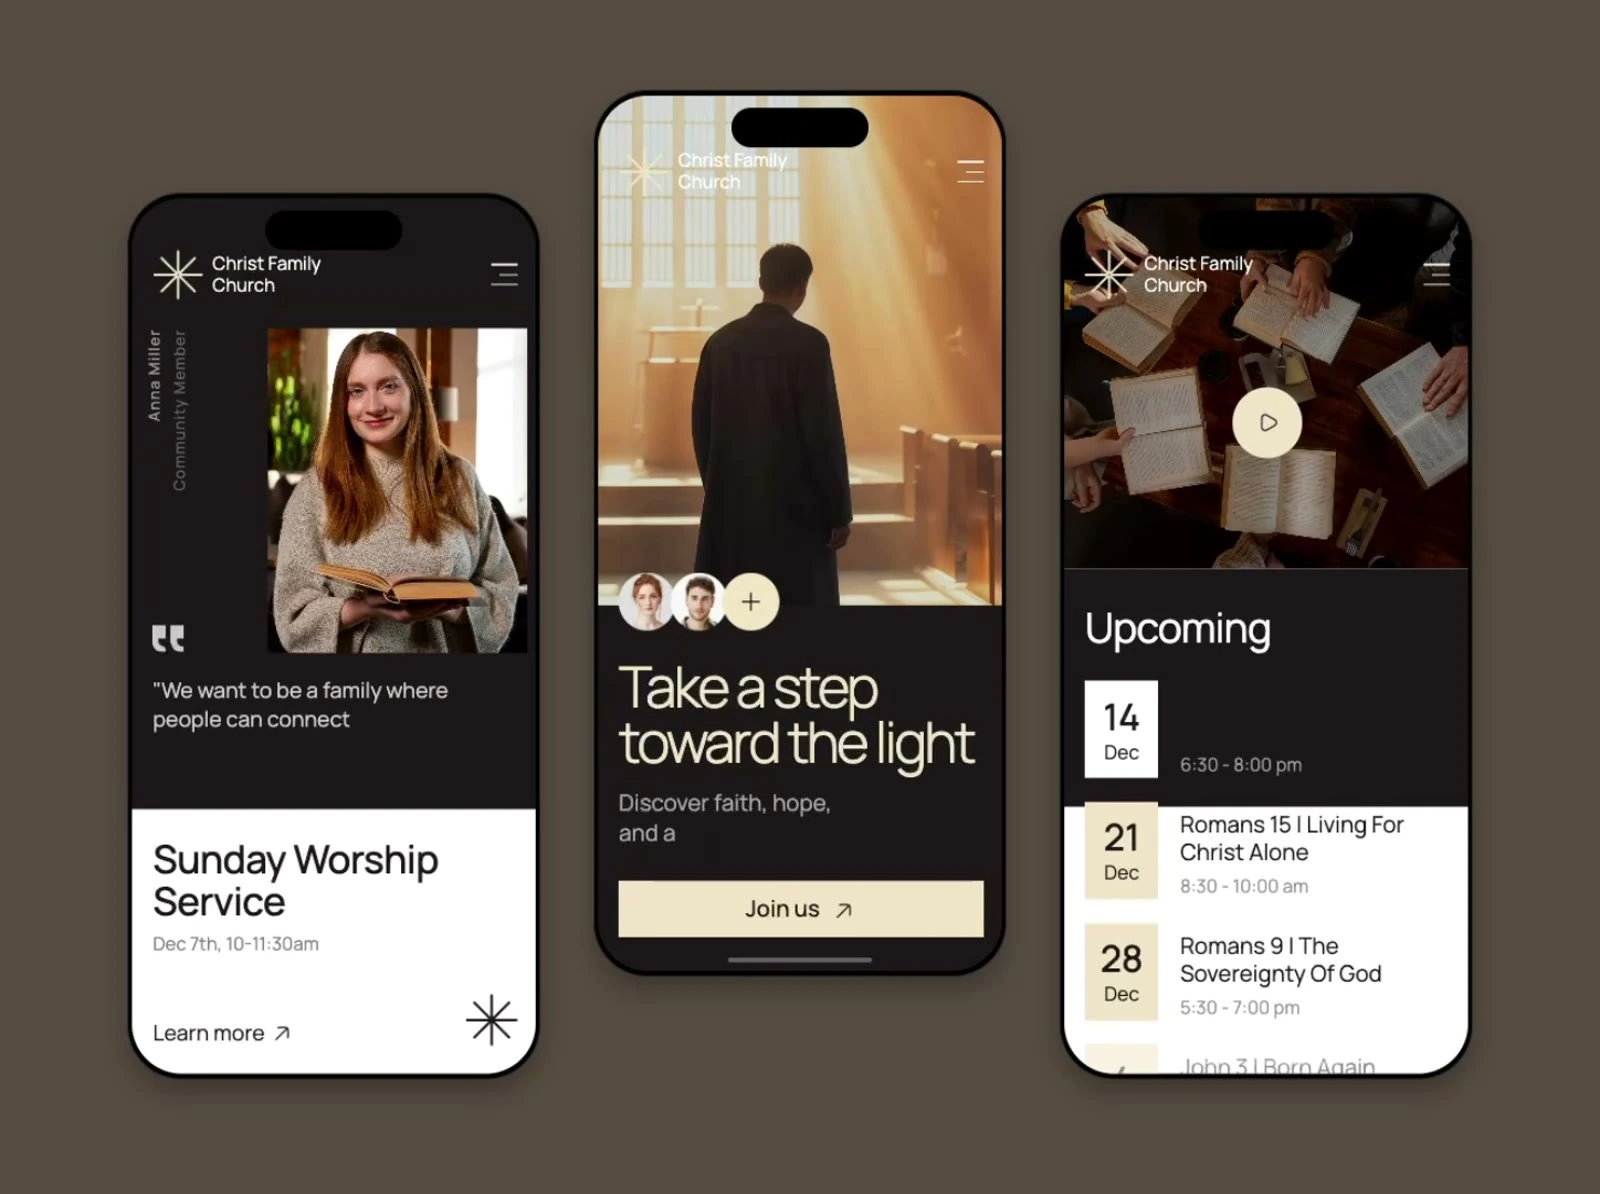 Christ Family
Church
Anna Miller
Community Member
"We want to be a family where
people can connect
Sunday Worship
Service
Dec 7th, 10-11:30am
Learn more
Christ Family
Church
Take a step
toward the light
Discover faith, hope,
and a
Join us
Christ Family
Church
Upcoming
14
Dec
6:30 - 8:00 pm
21
Dec
Romans 15 | Living For
Christ Alone
8:30 - 10:00 am
28
Dec
Romans 9 | The
Sovereignty Of God
5:30 - 7:00 pm
John 3 | Born Again